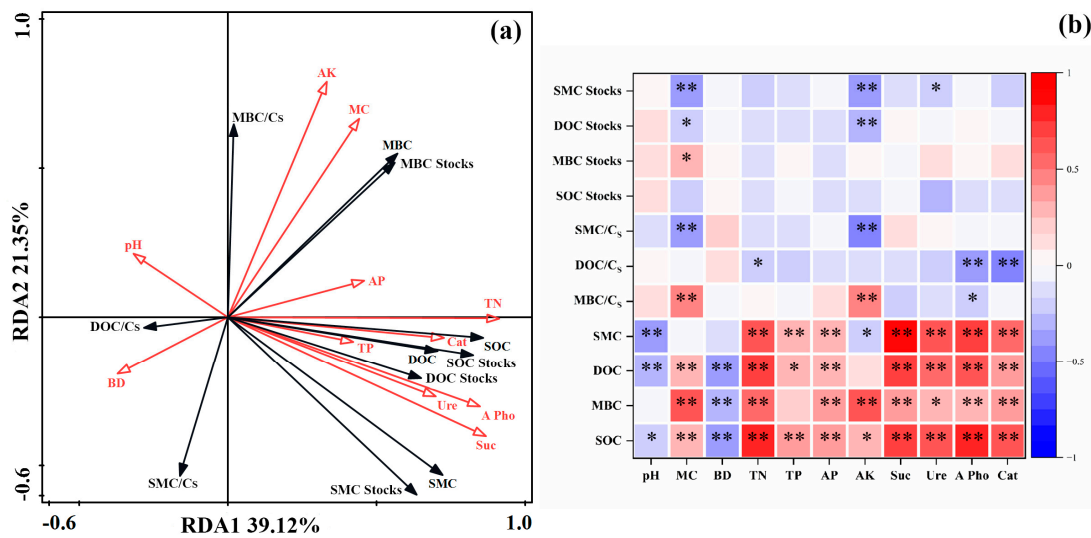 (a)
1.0
AK
MC
MBC/Cs
MBC
MBC Stocks
pH
AP
TN
DOC/Cs
TP
Cat
SOC
DOC
SOC Stocks
DOC Stocks
BD
Ure
A Pho
Suc
SMC/Cs
SMC
SMC Stocks
-0.6
RDA2 21.35%
-0.6
RDA1 39.12%
1.0
(b)
SMC Stocks ** ** *
DOC Stocks * **
MBC Stocks *
SOC Stocks
SMC/Cs ** **
DOC/Cs * ** **
MBC/Cs ** ** *
SMC ** ** ** ** * ** ** ** **
DOC ** ** ** ** * ** ** ** ** **
MBC ** ** ** ** ** ** * ** **
SOC * ** ** ** ** ** * ** ** ** **
pH MC BD TN TP AP AK Suc Ure A Pho Cat
1
0.5
0
-0.5
-1